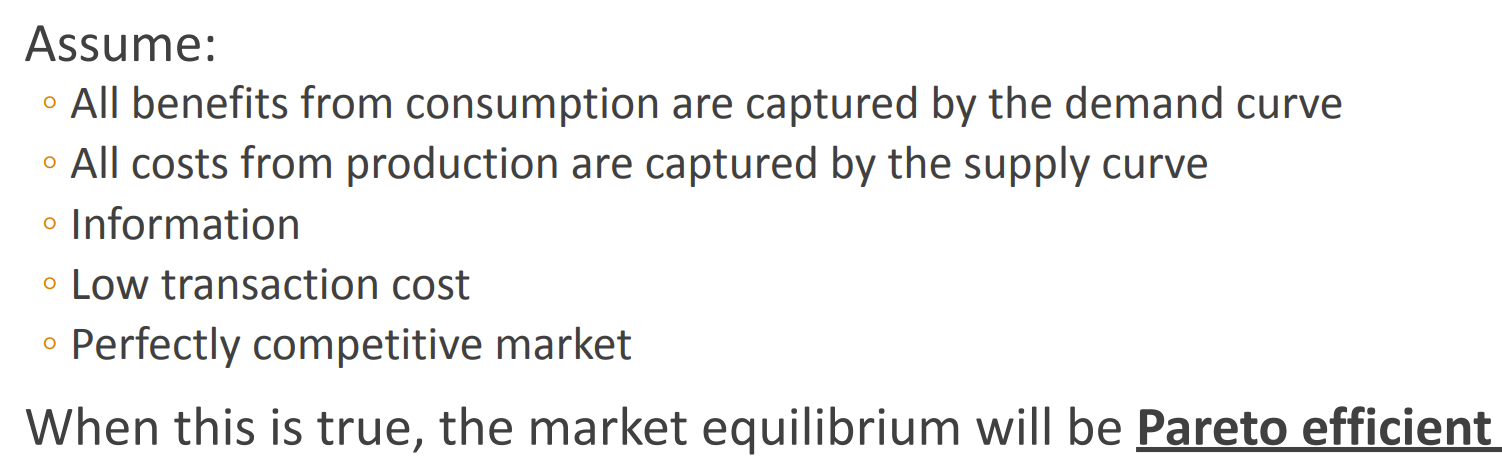 Assume:
◦ All benefits from consumption are captured by the demand curve
◦ All costs from production are captured by the supply curve
◦ Information
◦ Low transaction cost
◦ Perfectly competitive market
When this is true, the market equilibrium will be Pareto efficient